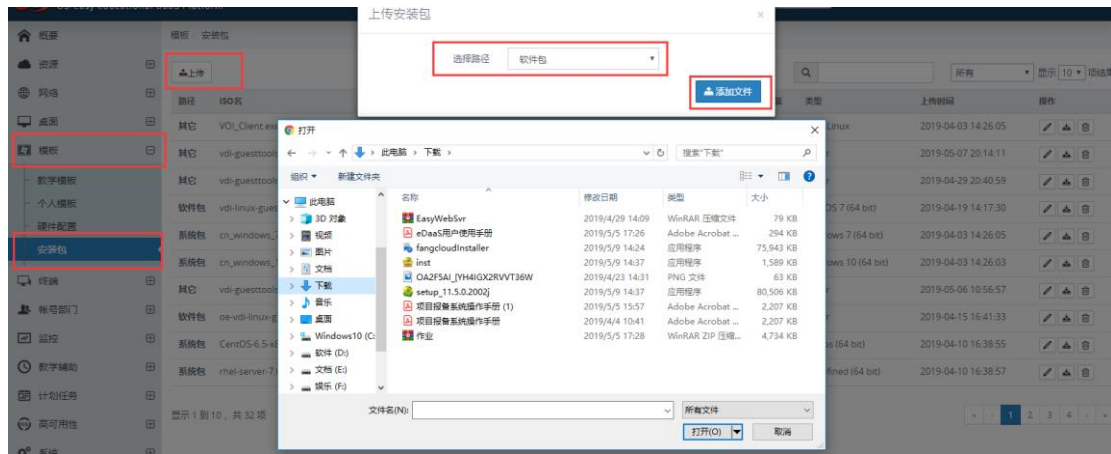 上传安装包 ×
选择路径 软件包
添加文件
概要
资源
网络
桌面
模板
教学模板
个人模板
硬件配置
安装包
终端
帐号部门
监控
教学辅助
计划任务
高可用性
系统
模板 安装包
上传
所有 显示 10 项结果
路径 ISO名 类型 上传时间 操作
其它 VOI_Client.exe Linux 2019-04-03 14:26:05
其它 vdi-guesttools 2019-05-07 20:14:11
其它 vdi-guesttools 2019-04-29 20:40:59
软件包 vdi-linux-gues OS 7 (64 bit) 2019-04-19 14:17:30
系统包 cn_windows_7 ows 7 (64 bit) 2019-04-03 14:26:05
系统包 cn_windows_1 ows 10 (64 bit) 2019-04-03 14:26:03
其它 vdi-guesttools 2019-05-06 10:56:57
软件包 oe-vdi-linux-g 2019-04-15 16:41:33
系统包 CentOS-6.5-x8 os (64 bit) 2019-04-10 16:38:55
系统包 rhel-server-7. fined (64 bit) 2019-04-10 16:38:57
显示 1 到 10 ，共 32 项 « ‹ 1 2 3 4 › »
打开
此电脑 › 下载 › 搜索"下载"
组织 新建文件夹
此电脑
3D 对象
视频
图片
文档
下载
音乐
桌面
Windows10 (C:
软件 (D:)
文档 (E:)
娱乐 (F:)
名称 修改日期 类型 大小
EasyWebSvr 2019/4/29 14:09 WinRAR 压缩文件 79 KB
eDaaS用户使用手册 2019/5/5 17:26 Adobe Acrobat ... 294 KB
fangcloudInstaller 2019/5/9 14:24 应用程序 75,943 KB
inst 2019/5/9 14:37 应用程序 1,589 KB
OA2F5AI_[YH4IGX2RVVT36W 2019/4/23 14:31 PNG 文件 63 KB
setup_11.5.0.2002j 2019/5/9 14:37 应用程序 80,506 KB
项目报备系统操作手册 (1) 2019/5/5 15:57 Adobe Acrobat ... 2,207 KB
项目报备系统操作手册 2019/4/4 10:41 Adobe Acrobat ... 2,207 KB
作业 2019/5/5 17:28 WinRAR ZIP 压缩... 4,734 KB
文件名(N): 所有文件
打开(O) 取消